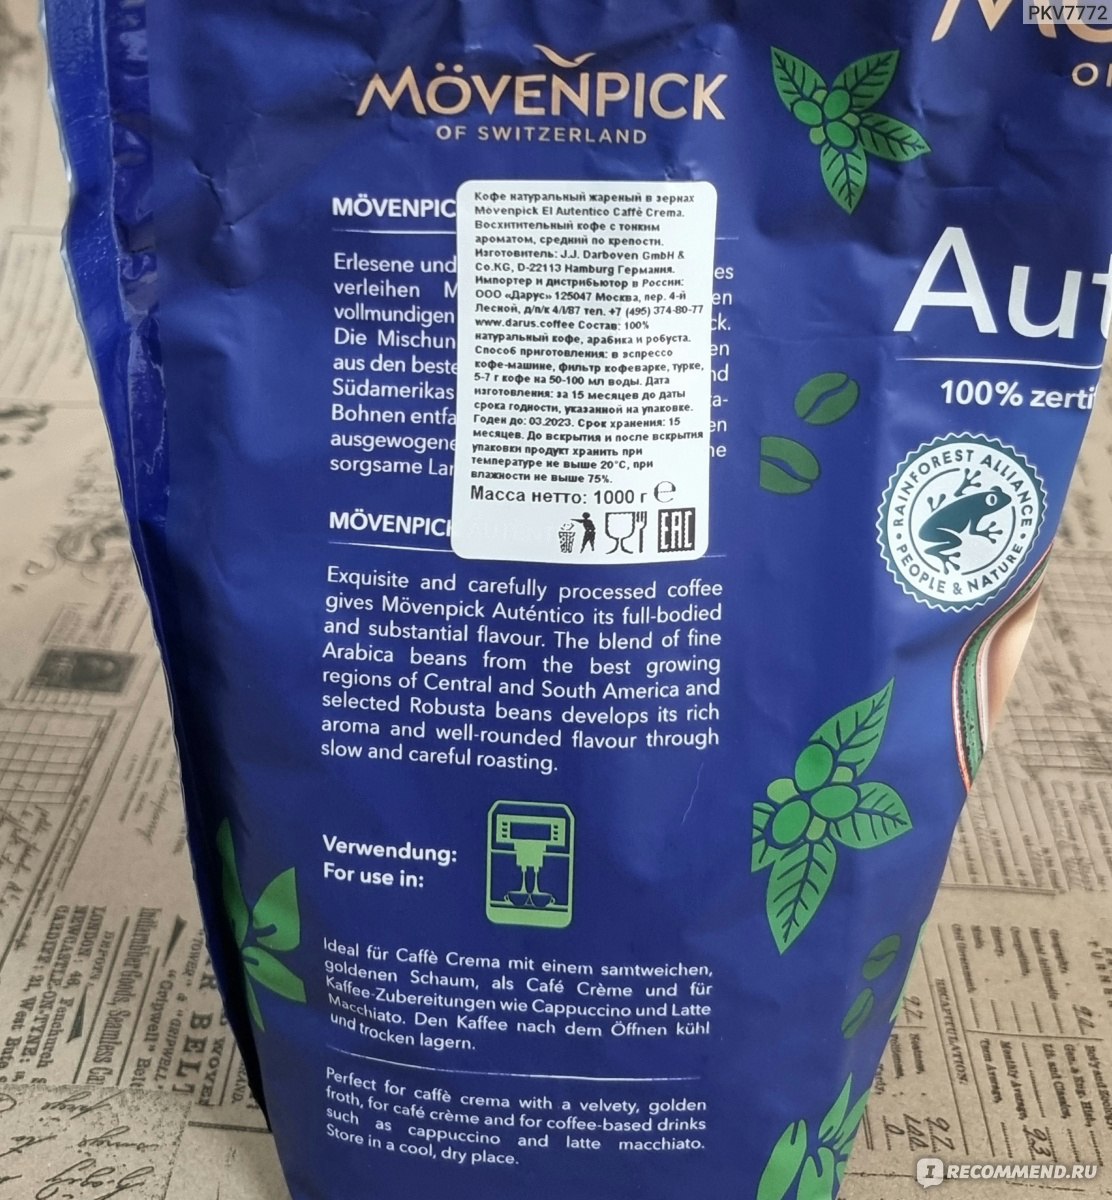 PKV7772
MÖVENPICK
OF SWITZERLAND
MÖVENPIC
Кофе натуральный жареный в зернах
Movenpick El Autentico Caffè Crema.
Восхитительный кофе с тонким
ароматом, средний по крепости.
Изготовитель: J.J. Darboven GmbH &
Co.KG, D-22113 Hamburg Германия.
Импортер и дистрибьютор в России:
ООО «Дарус» 125047 Москва, пер. 4-й
Лесной, д/п/к 4/I/87 тел. +7 (495) 374-80-77
www.darus.coffee Состав: 100%
натуральный кофе, арабика и робуста.
Способ приготовления: в эспрессо
кофе-машине, фильтр кофеварке, турке,
5-7 г кофе на 50-100 мл воды. Дата
изготовления: за 15 месяцев до даты
срока годности, указанной на упаковке.
Годен до: 03.2023. Срок хранения: 15
месяцев. До вскрытия и после вскрытия
упаковки продукт хранить при
температуре не выше 20°С, при
влажности не выше 75%.
Масса нетто: 1000 г ℮
EAC
Erlesene und
verleihen M
vollmundigen
Die Mischun
aus den beste
Südamerikas
Bohnen entfa
ausgewogene
sorgsame Lar
MÖVENPICK
Exquisite and carefully processed coffee
gives Mövenpick Auténtico its full-bodied
and substantial flavour. The blend of fine
Arabica beans from the best growing
regions of Central and South America and
selected Robusta beans develops its rich
aroma and well-rounded flavour through
slow and careful roasting.
Verwendung:
For use in:
Ideal für Caffè Crema mit einem samtweichen,
goldenen Schaum, als Café Crème und für
Kaffee-Zubereitungen wie Cappuccino und Latte
Macchiato. Den Kaffee nach dem Öffnen kühl
und trocken lagern.
Perfect for caffè crema with a velvety, golden
froth, for café crème and for coffee-based drinks
such as cappuccino and latte macchiato.
Store in a cool, dry place.
Aut
100% zerti
RAINFOREST ALLIANCE
PEOPLE & NATURE
IRECOMMEND.RU